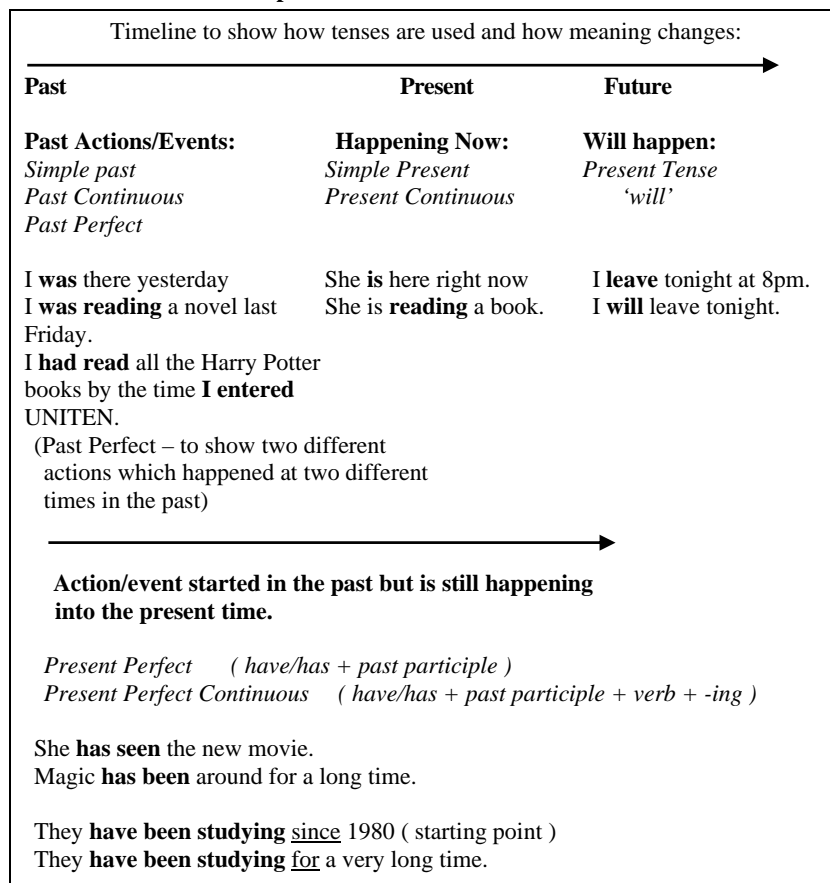 Timeline to show how tenses are used and how meaning changes:
Past Present Future
Past Actions/Events: Happening Now: Will happen:
Simple past Simple Present Present Tense
Past Continuous Present Continuous ‘will’
Past Perfect
I was there yesterday She is here right now I leave tonight at 8pm.
I was reading a novel last She is reading a book. I will leave tonight.
Friday.
I had read all the Harry Potter
books by the time I entered
UNITEN.
(Past Perfect – to show two different
actions which happened at two different
times in the past)
Action/event started in the past but is still happening
into the present time.
Present Perfect ( have/has + past participle )
Present Perfect Continuous ( have/has + past participle + verb + -ing )
She has seen the new movie.
Magic has been around for a long time.
They have been studying since 1980 ( starting point )
They have been studying for a very long time.